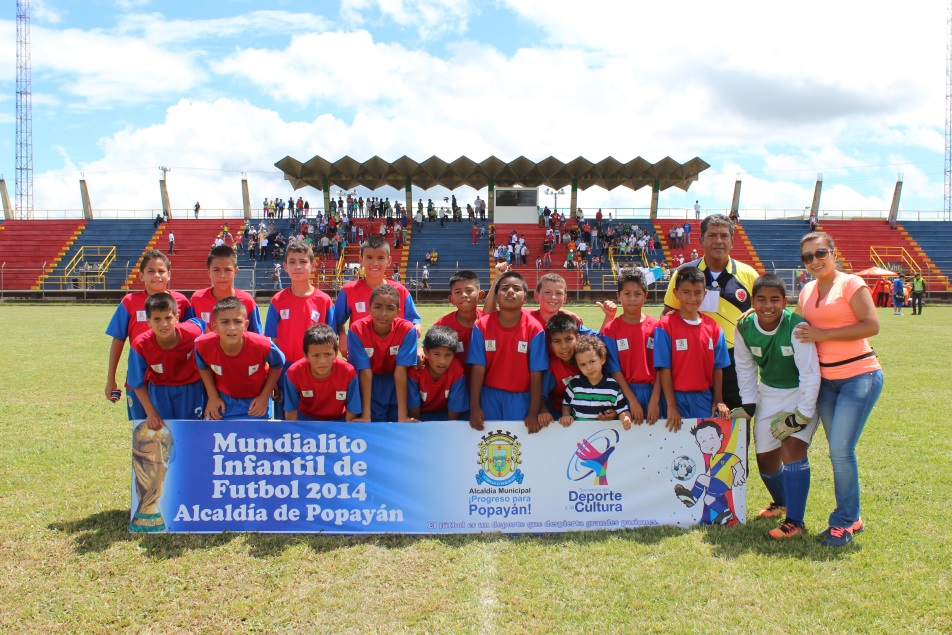 Mundialito
Infantil de
Futbol 2014
Alcaldía de Popayán
Alcaldía Municipal
¡Progreso para
Popayán!
Deporte
Cultura
El fútbol es un deporte que despierta grandes pasiones